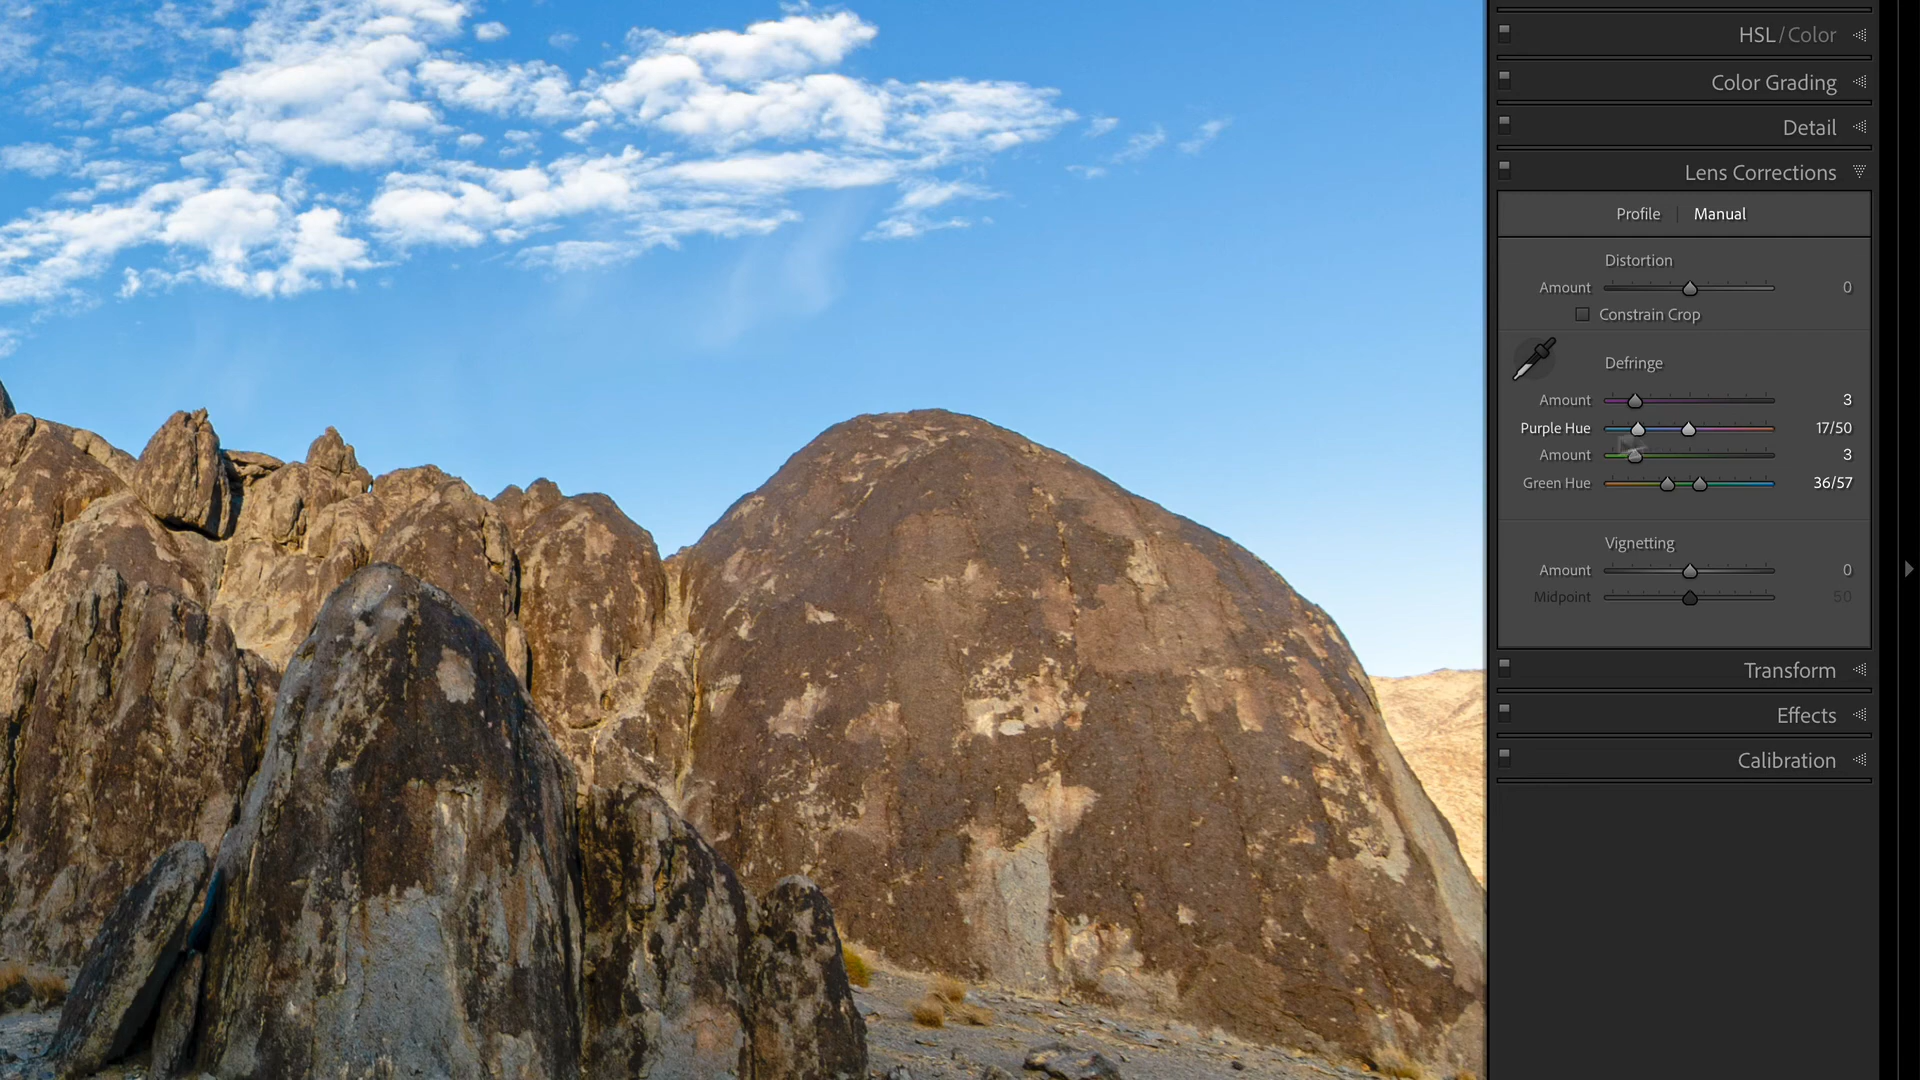 HSL / Color
Color Grading
Detail
Lens Corrections
Profile | Manual
Distortion
Amount 0
Constrain Crop
Defringe
Amount 3
Purple Hue 17/50
Amount 3
Green Hue 36/57
Vignetting
Amount 0
Midpoint 50
Transform
Effects
Calibration